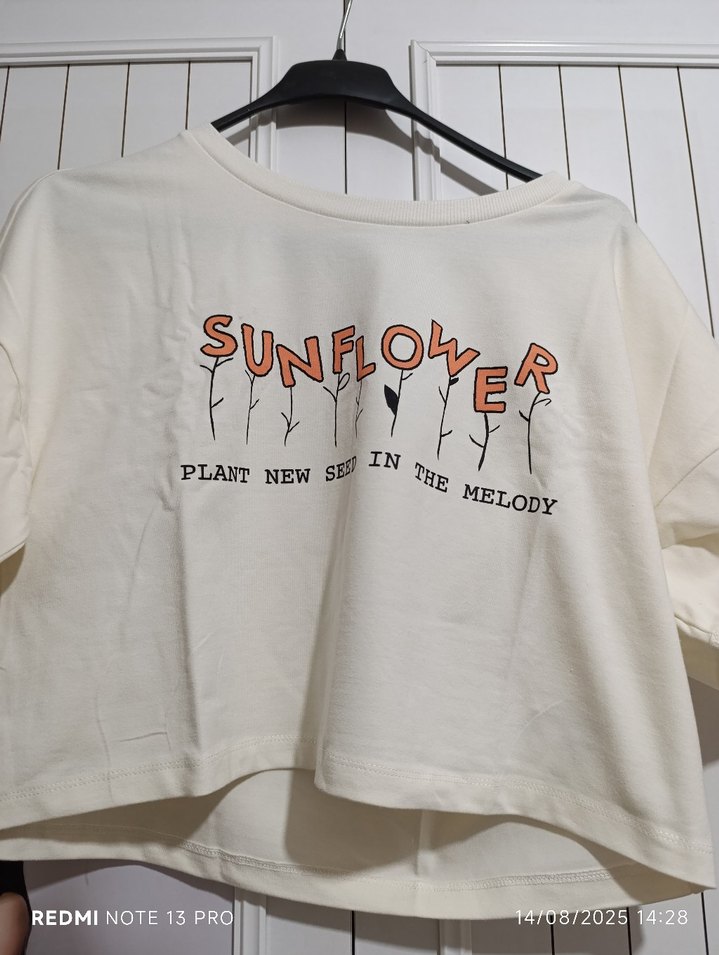 SUNFLOWER
PLANT NEW SEED IN THE MELODY
REDMI NOTE 13 PRO
14/08/2025 14:28